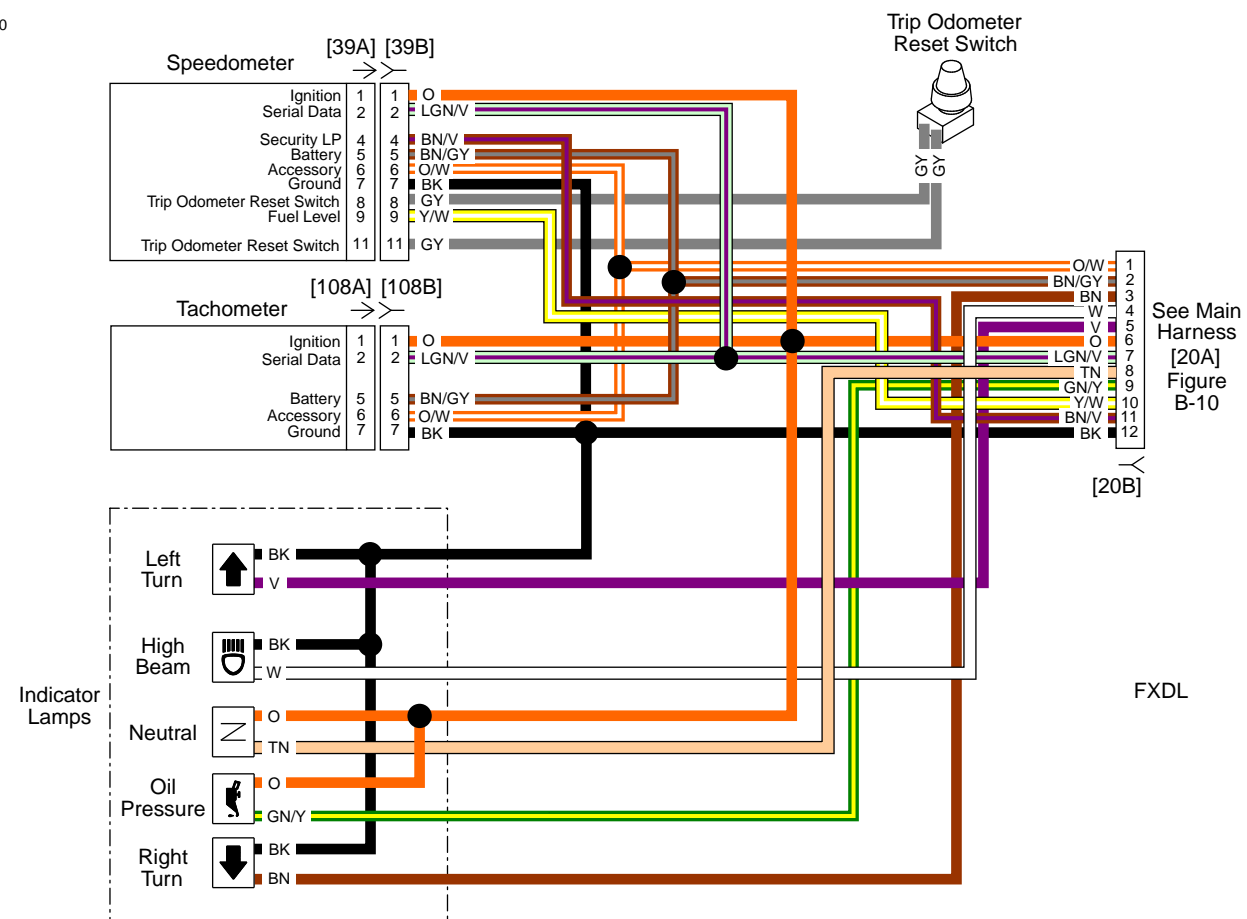 0
Trip Odometer
Reset Switch
[39A] [39B]
Speedometer
Ignition 1 1 O
Serial Data 2 2 LGN/V
Security LP 4 4 BN/V
Battery 5 5 BN/GY
Accessory 6 6 O/W
Ground 7 7 BK
Trip Odometer Reset Switch 8 8 GY
Fuel Level 9 9 Y/W
Trip Odometer Reset Switch 11 11 GY
GY
GY
[108A] [108B]
Tachometer
Ignition 1 1 O
Serial Data 2 2 LGN/V
Battery 5 5 BN/GY
Accessory 6 6 O/W
Ground 7 7 BK
O/W 1
BN/GY 2
BN 3
W 4
V 5
O 6
LGN/V 7
TN 8
GN/Y 9
Y/W 10
BN/V 11
BK 12
See Main
Harness
[20A]
Figure
B-10
[20B]
Indicator
Lamps
Left
Turn
BK
V
High
Beam
BK
W
Neutral
O
TN
Oil
Pressure
O
GN/Y
Right
Turn
BK
BN
FXDL